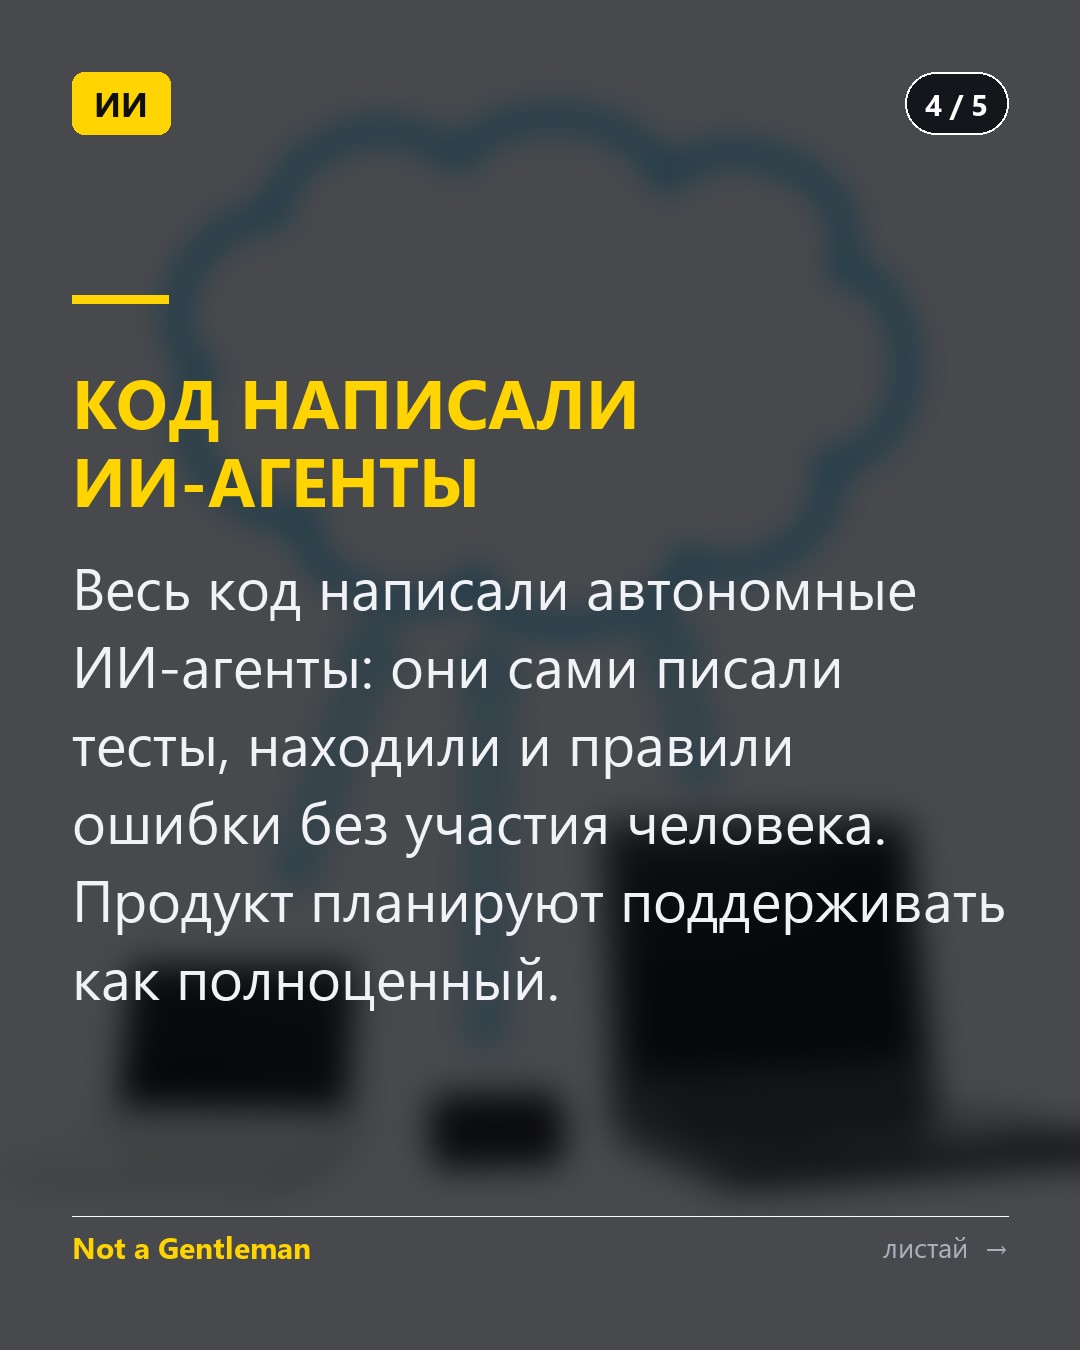 ИИ
4 / 5
КОД НАПИСАЛИ
ИИ-АГЕНТЫ
Весь код написали автономные
ИИ-агенты: они сами писали
тесты, находили и правили
ошибки без участия человека.
Продукт планируют поддерживать
как полноценный.
Not a Gentleman
листай →